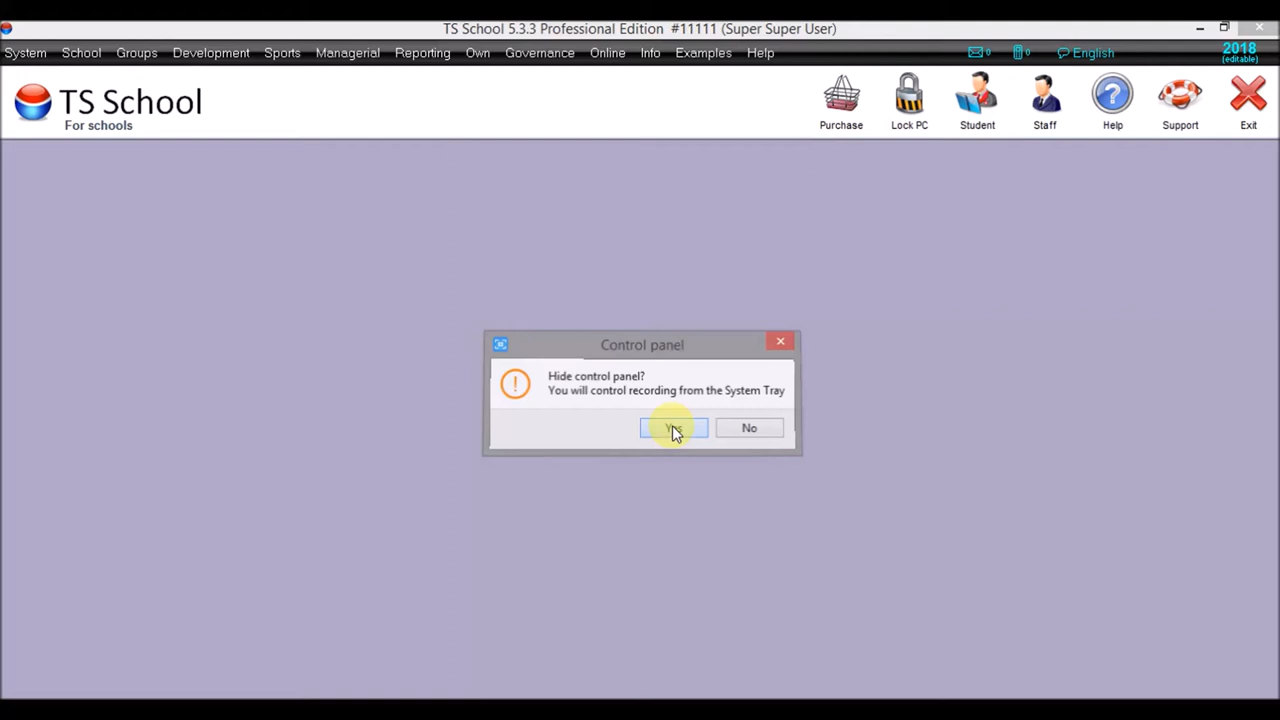 TS School 5.3.3 Professional Edition #11111 (Super Super User)
System School Groups Development Sports Managerial Reporting Own Governance Online Info Examples Help 0 0 English 2018
(editable)
TS School
For schools
Purchase Lock PC Student Staff Help Support Exit
Control panel
Hide control panel?
You will control recording from the System Tray
Yes No